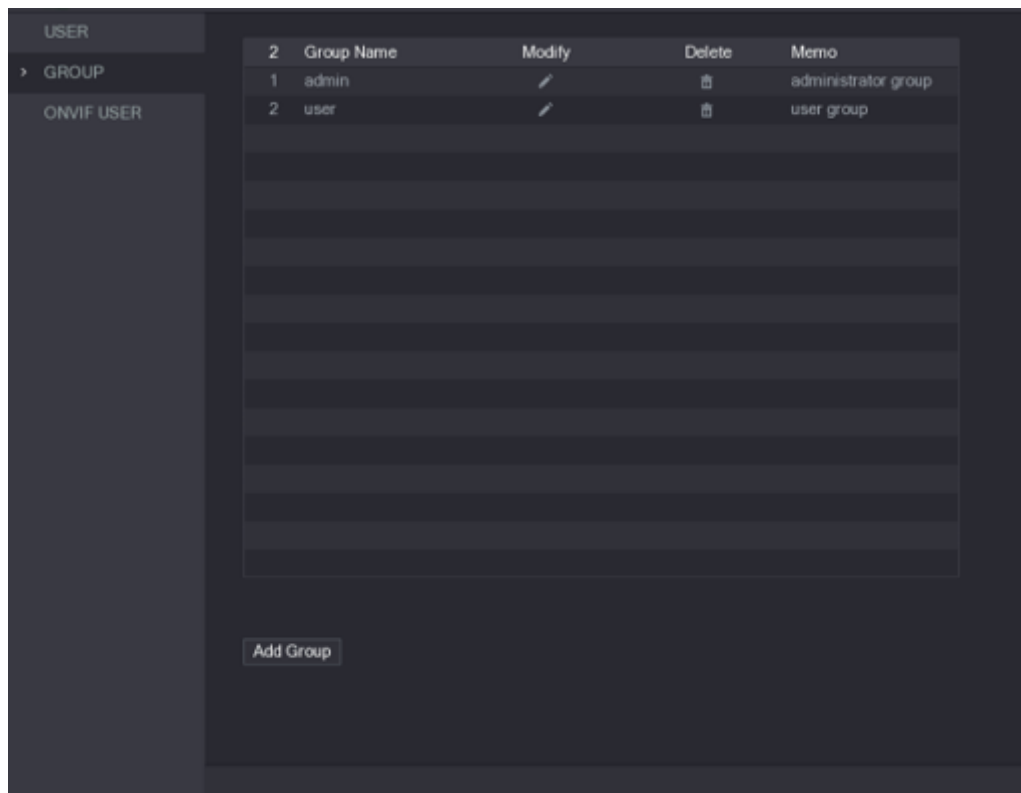 USER
GROUP
ONVIF USER
2 Group Name Modify Delete Memo
1 admin administrator group
2 user user group
Add Group